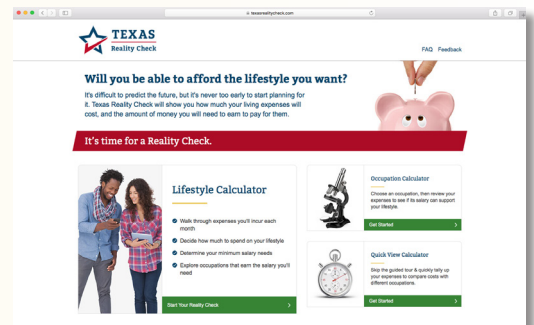 texasrealitycheck.com
TEXAS
Reality Check
FAQ Feedback
Will you be able to afford the lifestyle you want?
It's difficult to predict the future, but it's never too early to start planning for
it. Texas Reality Check will show you how much your living expenses will
cost, and the amount of money you will need to earn to pay for them.
It's time for a Reality Check.
Lifestyle Calculator
Walk through expenses you'll incur each
month
Decide how much to spend on your lifestyle
Determine your minimum salary needs
Explore occupations that earn the salary you'll
need
Start Your Reality Check
Occupation Calculator
Choose an occupation, then review your
expenses to see if its salary can support
your lifestyle.
Get Started
Quick View Calculator
Skip the guided tour & quickly tally up
your expenses to compare costs with
different occupations.
Get Started